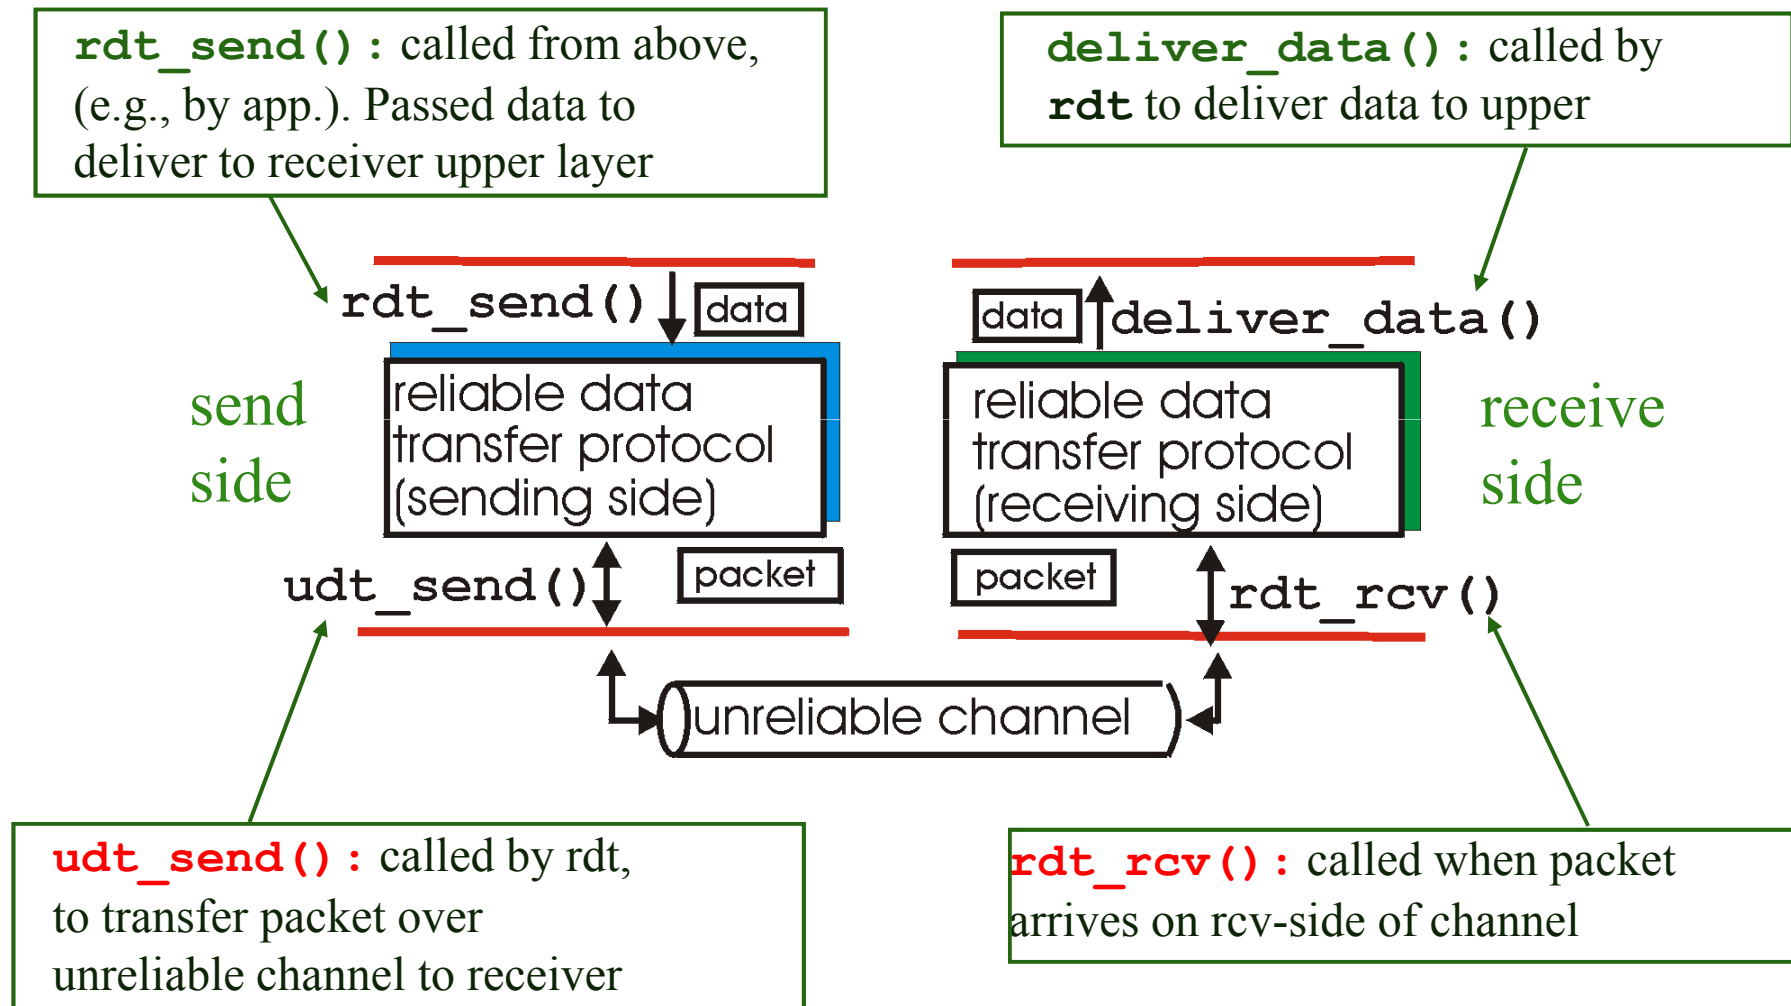 rdt_send(): called from above,
(e.g., by app.). Passed data to
deliver to receiver upper layer
deliver_data(): called by
rdt to deliver data to upper
rdt_send()
data
data
deliver_data()
send
side
reliable data
transfer protocol
(sending side)
reliable data
transfer protocol
(receiving side)
receive
side
udt_send()
packet
packet
rdt_rcv()
unreliable channel
udt_send(): called by rdt,
to transfer packet over
unreliable channel to receiver
rdt_rcv(): called when packet
arrives on rcv-side of channel